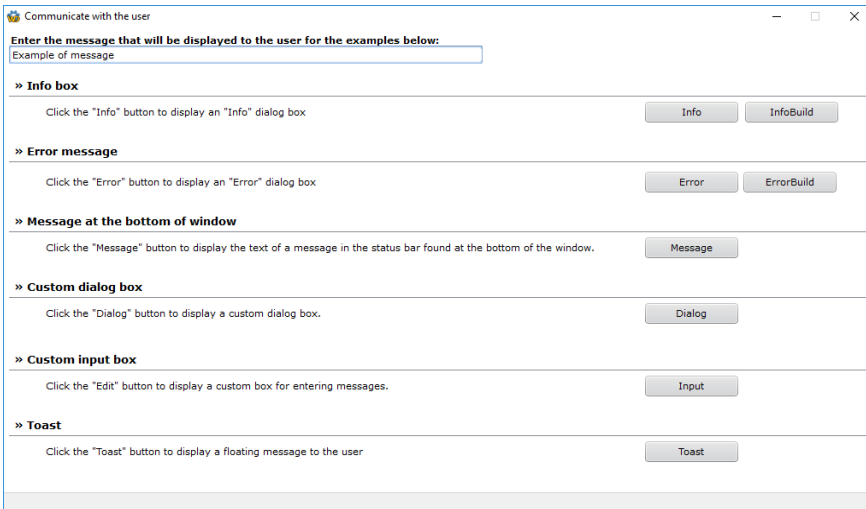 Communicate with the user
Enter the message that will be displayed to the user for the examples below:
Example of message
» Info box
Click the "Info" button to display an "Info" dialog box
Info
InfoBuild
» Error message
Click the "Error" button to display an "Error" dialog box
Error
ErrorBuild
» Message at the bottom of window
Click the "Message" button to display the text of a message in the status bar found at the bottom of the window.
Message
» Custom dialog box
Click the "Dialog" button to display a custom dialog box.
Dialog
» Custom input box
Click the "Edit" button to display a custom box for entering messages.
Input
» Toast
Click the "Toast" button to display a floating message to the user
Toast